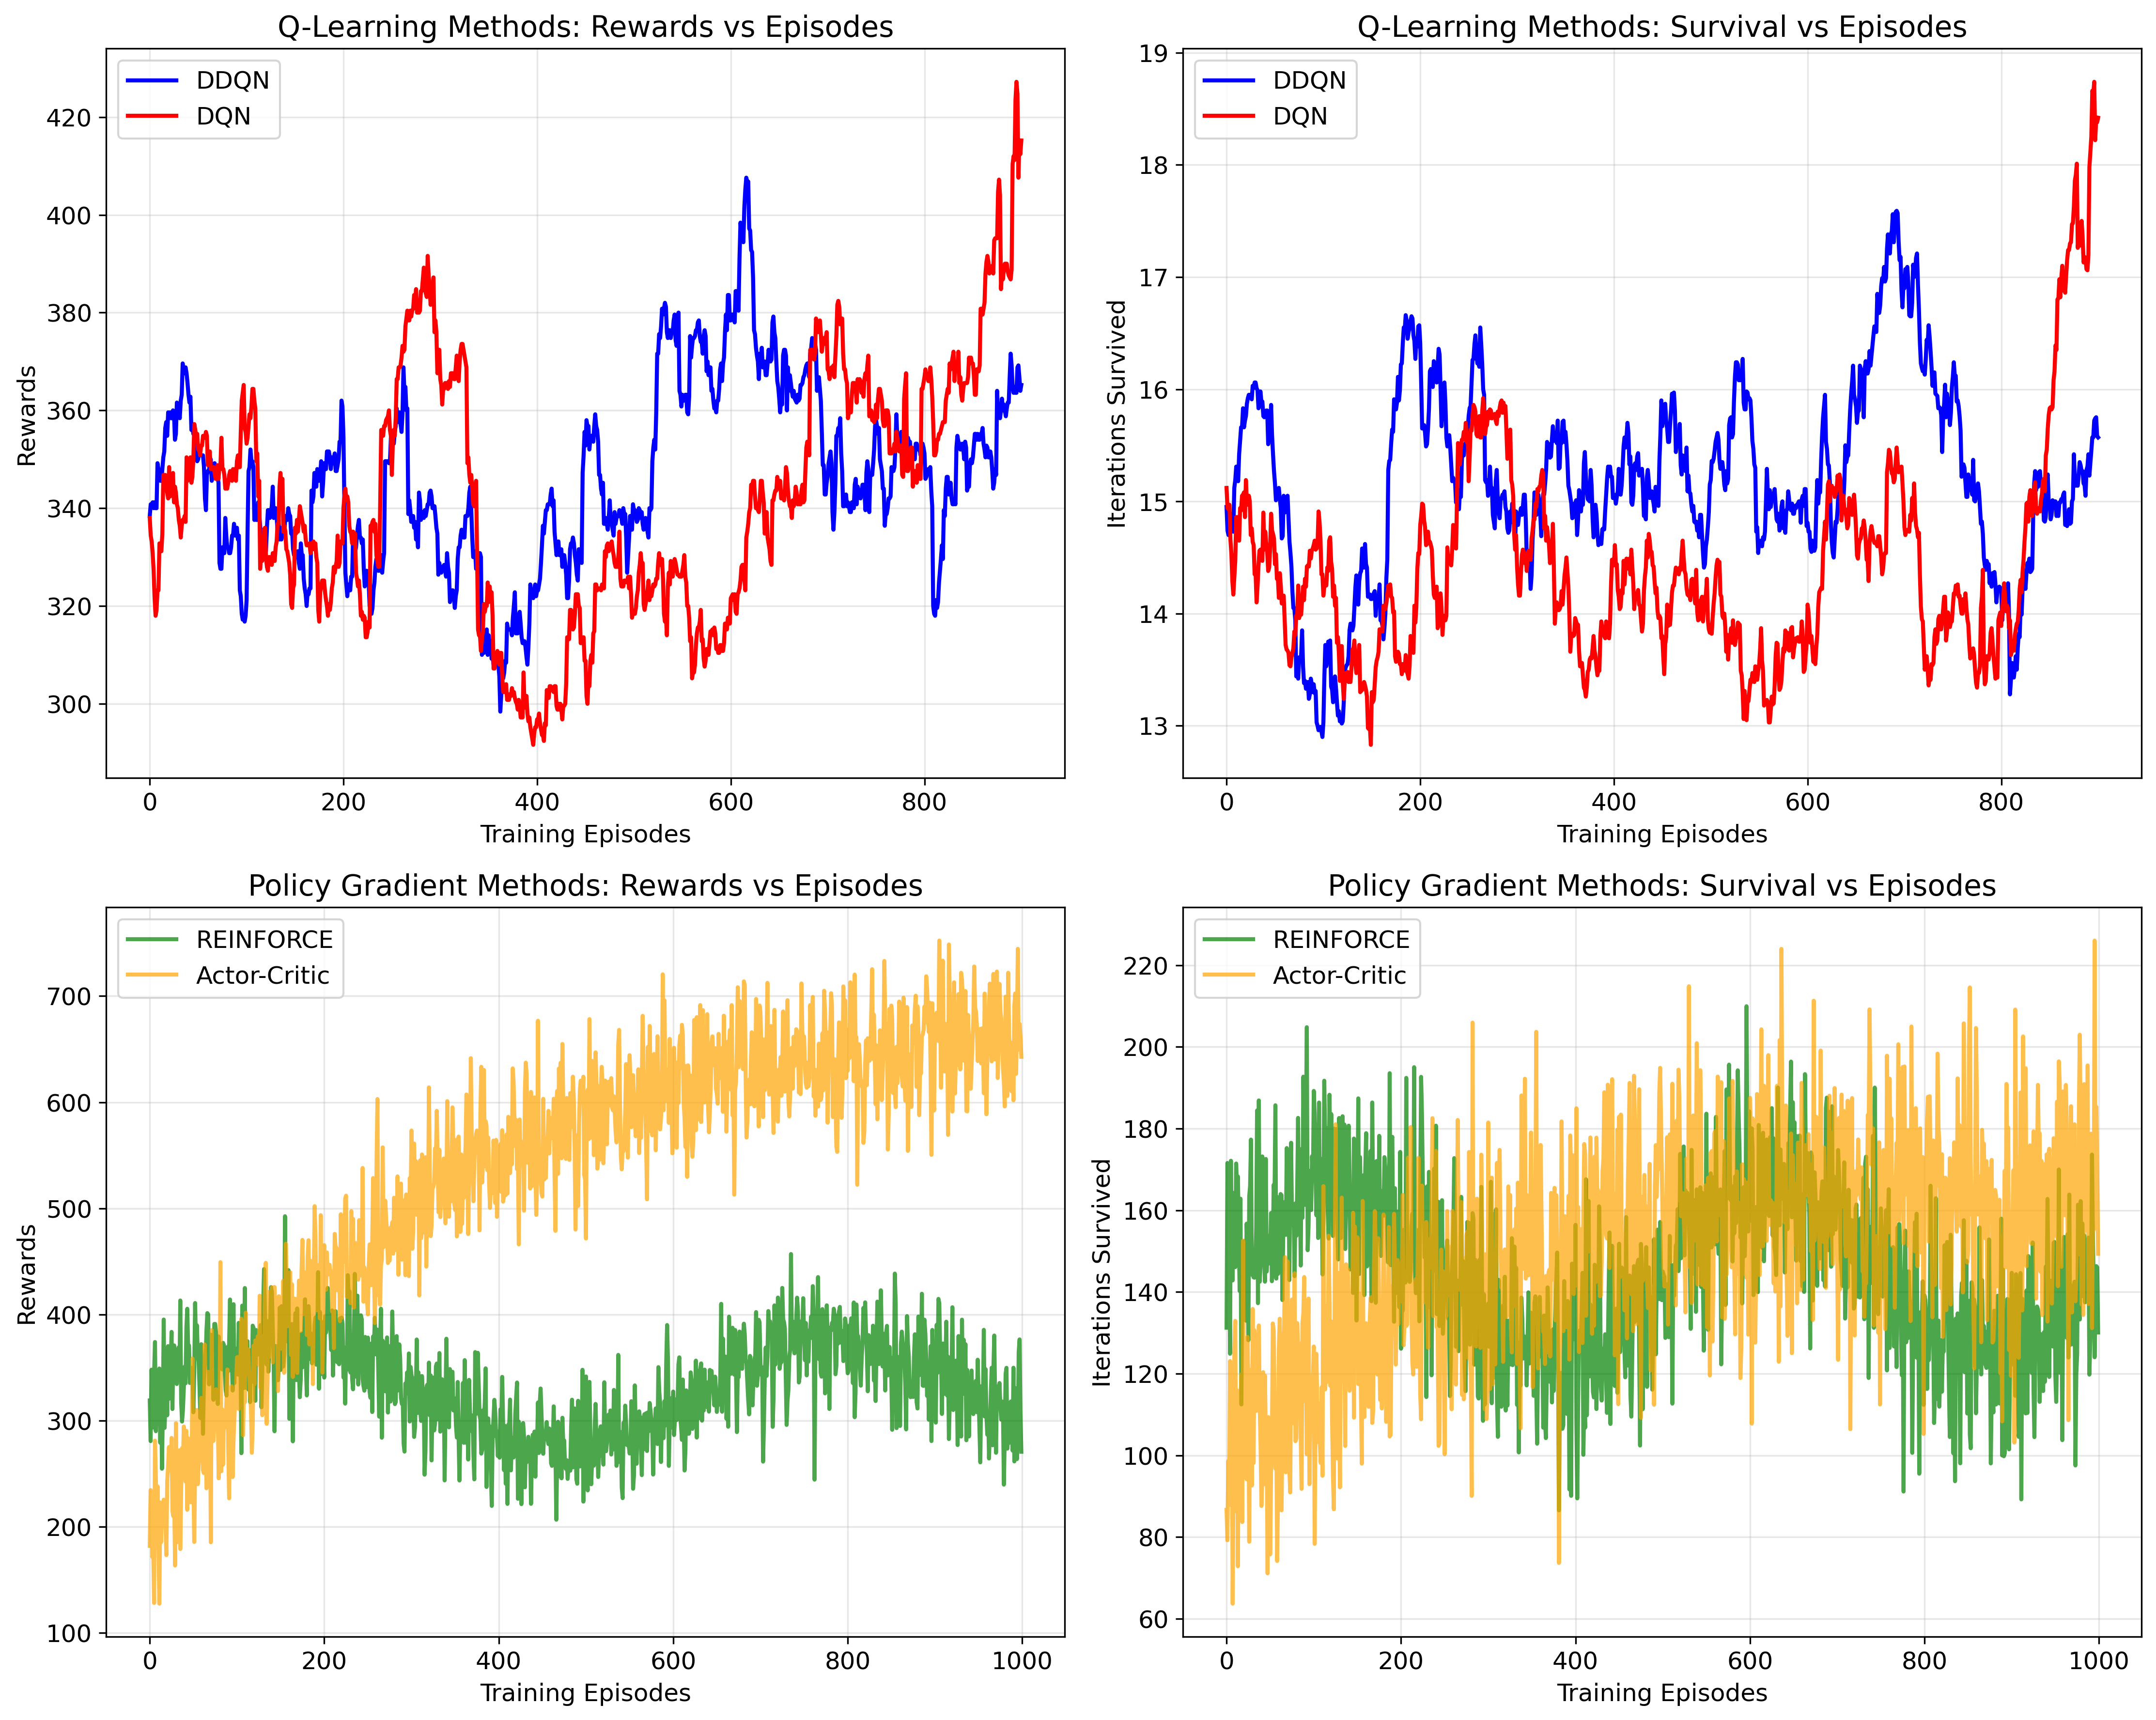 Q-Learning Methods: Rewards vs Episodes
DDQN
DQN
420
400
380
360
340
320
300
Rewards
0 200 400 600 800
Training Episodes
Q-Learning Methods: Survival vs Episodes
DDQN
DQN
19
18
17
16
15
14
13
Iterations Survived
0 200 400 600 800
Training Episodes
Policy Gradient Methods: Rewards vs Episodes
REINFORCE
Actor-Critic
700
600
500
400
300
200
100
Rewards
0 200 400 600 800 1000
Training Episodes
Policy Gradient Methods: Survival vs Episodes
REINFORCE
Actor-Critic
220
200
180
160
140
120
100
80
60
Iterations Survived
0 200 400 600 800 1000
Training Episodes